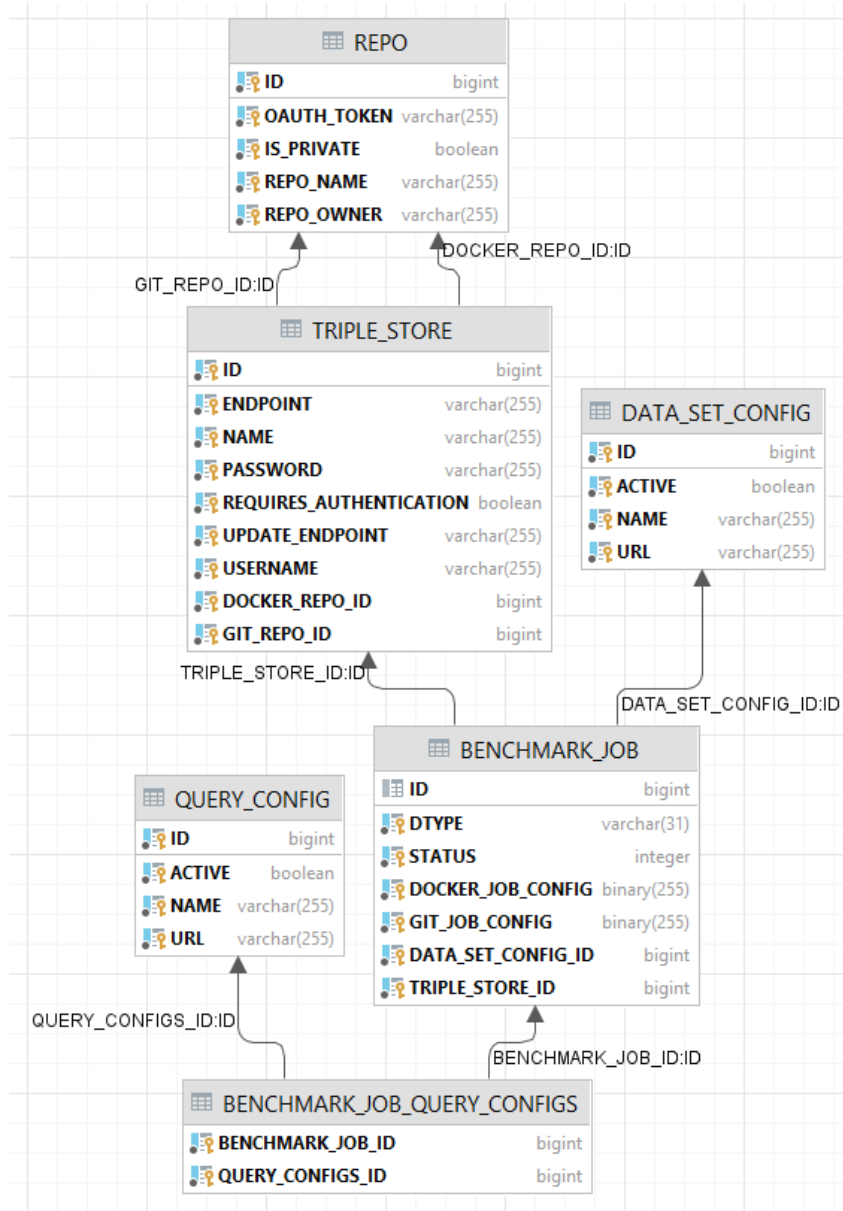 REPO
ID bigint
OAUTH_TOKEN varchar(255)
IS_PRIVATE boolean
REPO_NAME varchar(255)
REPO_OWNER varchar(255)
DOCKER_REPO_ID:ID
GIT_REPO_ID:ID
TRIPLE_STORE
ID bigint
ENDPOINT varchar(255)
NAME varchar(255)
PASSWORD varchar(255)
REQUIRES_AUTHENTICATION boolean
UPDATE_ENDPOINT varchar(255)
USERNAME varchar(255)
DOCKER_REPO_ID bigint
GIT_REPO_ID bigint
DATA_SET_CONFIG
ID bigint
ACTIVE boolean
NAME varchar(255)
URL varchar(255)
TRIPLE_STORE_ID:ID
DATA_SET_CONFIG_ID:ID
BENCHMARK_JOB
ID bigint
DTYPE varchar(31)
STATUS integer
DOCKER_JOB_CONFIG binary(255)
GIT_JOB_CONFIG binary(255)
DATA_SET_CONFIG_ID bigint
TRIPLE_STORE_ID bigint
QUERY_CONFIG
ID bigint
ACTIVE boolean
NAME varchar(255)
URL varchar(255)
QUERY_CONFIGS_ID:ID
BENCHMARK_JOB_ID:ID
BENCHMARK_JOB_QUERY_CONFIGS
BENCHMARK_JOB_ID bigint
QUERY_CONFIGS_ID bigint